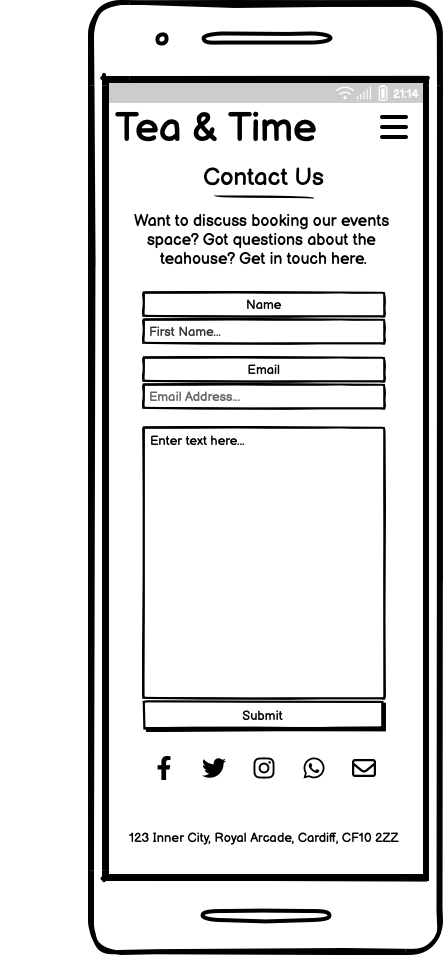 21:14
Tea & Time
Contact Us
Want to discuss booking our events
space? Got questions about the
teahouse? Get in touch here.
Name
First Name...
Email
Email Address...
Enter text here...
Submit
123 Inner City, Royal Arcade, Cardiff, CF10 2ZZ